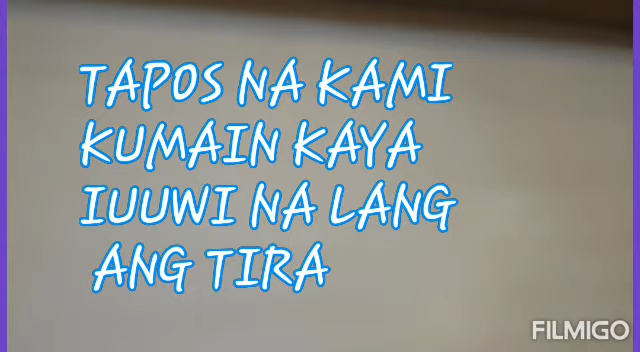 TAPOS NA KAMI
KUMAIN KAYA
IUUWI NA LANG
ANG TIRA
FILMIGO